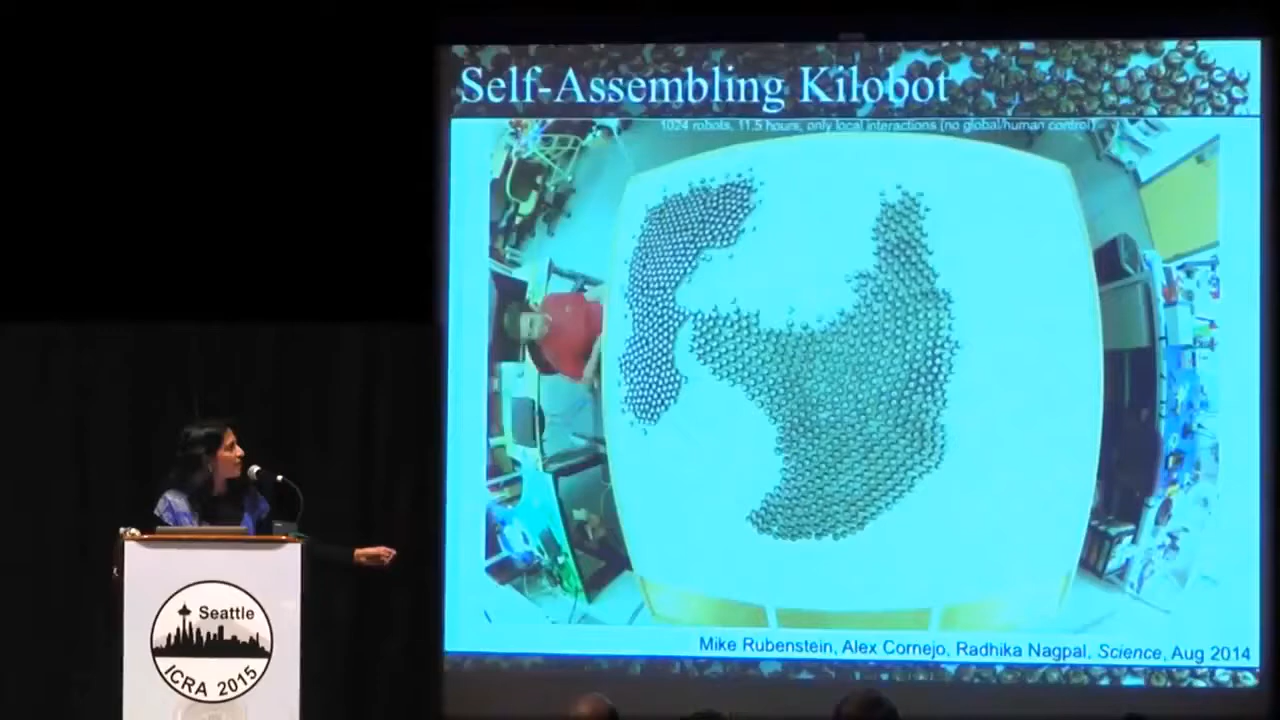 Self-Assembling Kilobot
1024 robots, 11.5 hours, only local interactions (no global/human control)
Mike Rubenstein, Alex Cornejo, Radhika Nagpal, Science, Aug 2014
Seattle
ICRA 2015